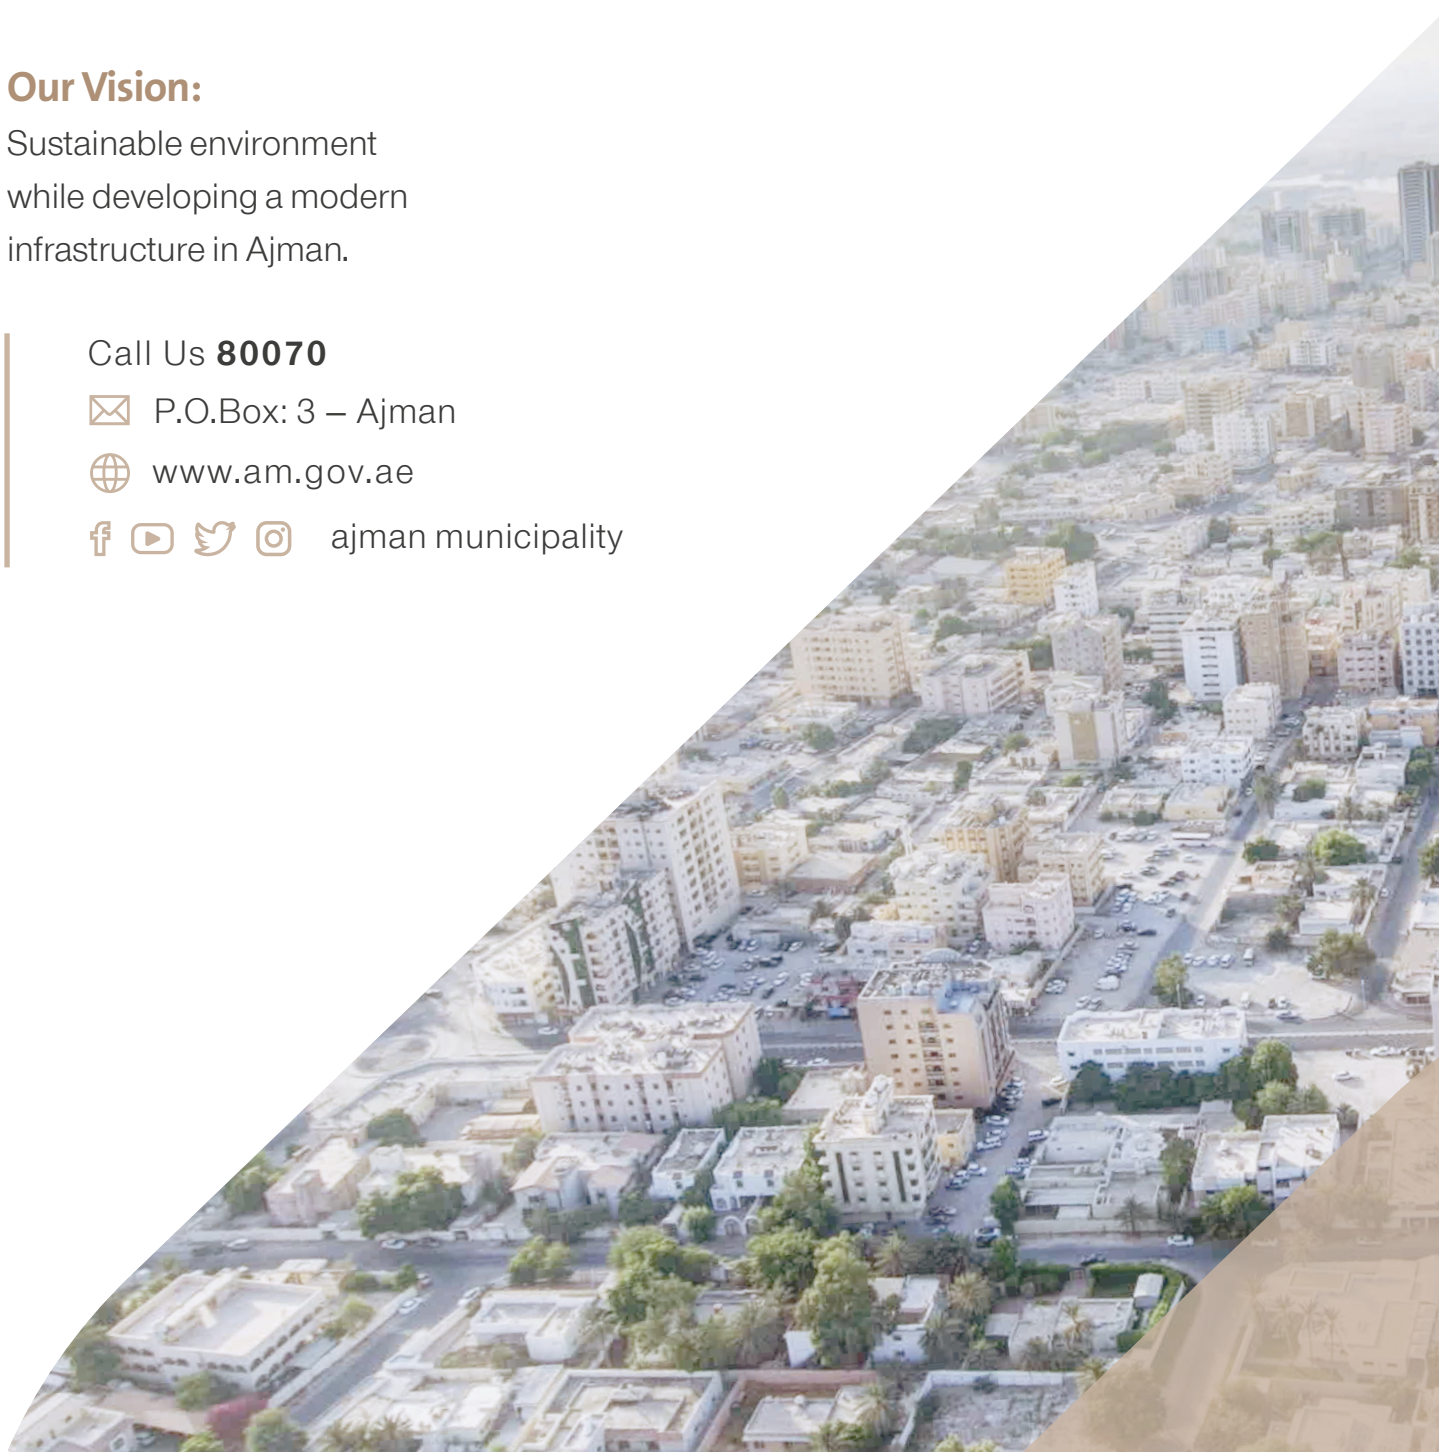 Our Vision:
Sustainable environment
while developing a modern
infrastructure in Ajman.
Call Us 80070
P.O.Box: 3 – Ajman
www.am.gov.ae
ajman municipality